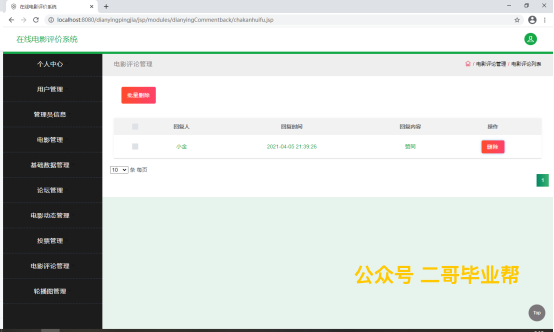 在线电影评价系统
localhost:8080/dianyingpingjia/jsp/modules/dianyingCommentback/chakanhuifu.jsp
在线电影评价系统
个人中心
用户管理
管理员信息
电影管理
基础数据管理
论坛管理
电影动态管理
投票管理
电影评论管理
轮播图管理
电影评论管理
/ 电影评论管理 / 电影评论列表
批量删除
回复人 回复时间 回复内容 操作
小金 2021-04-03 21:39:26 删除
10 条 每页
公众号 二哥毕业帮
Top